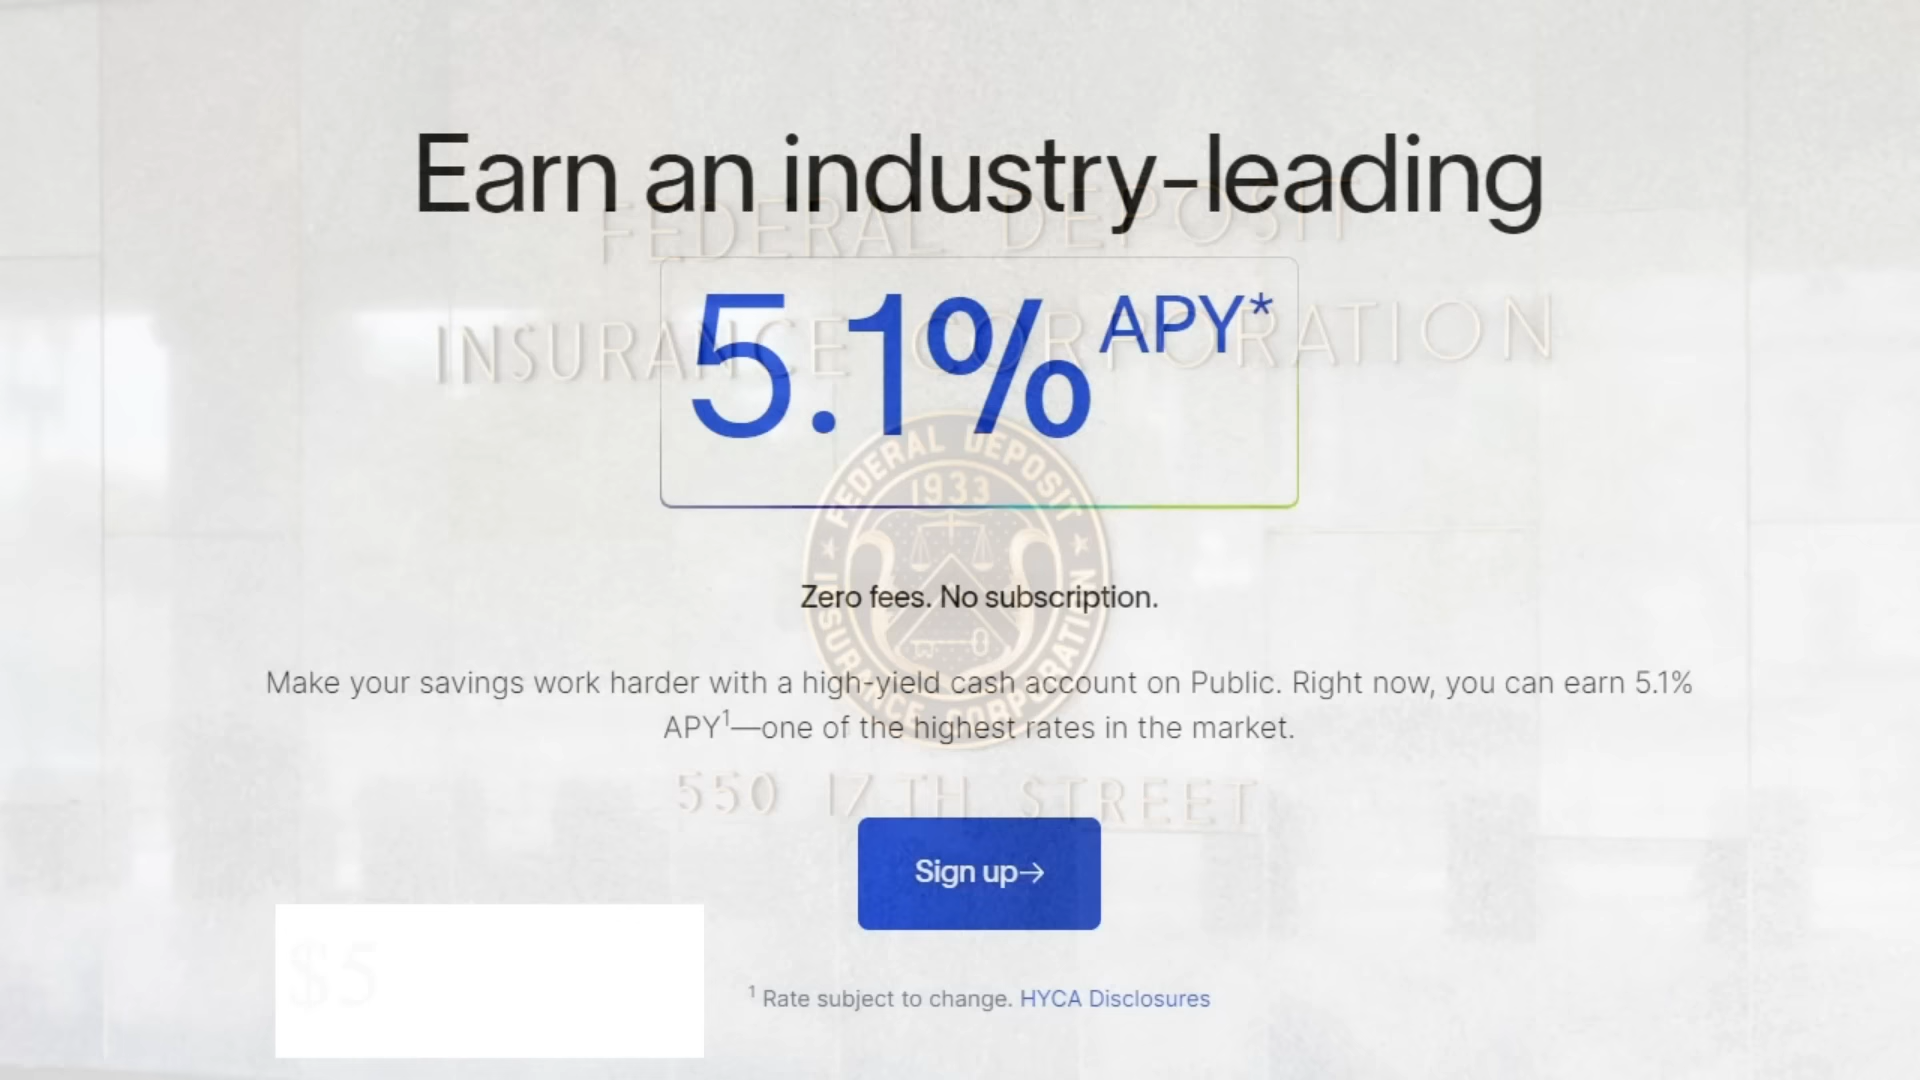 Earn an industry-leading
FEDERAL DEPOSIT
5.1% APY*
INSURANCE CORPORATION
FEDERAL DEPOSIT INSURANCE CORPORATION
1933
Zero fees. No subscription.
Make your savings work harder with a high-yield cash account on Public. Right now, you can earn 5.1%
APY¹—one of the highest rates in the market.
550 17TH STREET
Sign up→
$5
¹ Rate subject to change. HYCA Disclosures